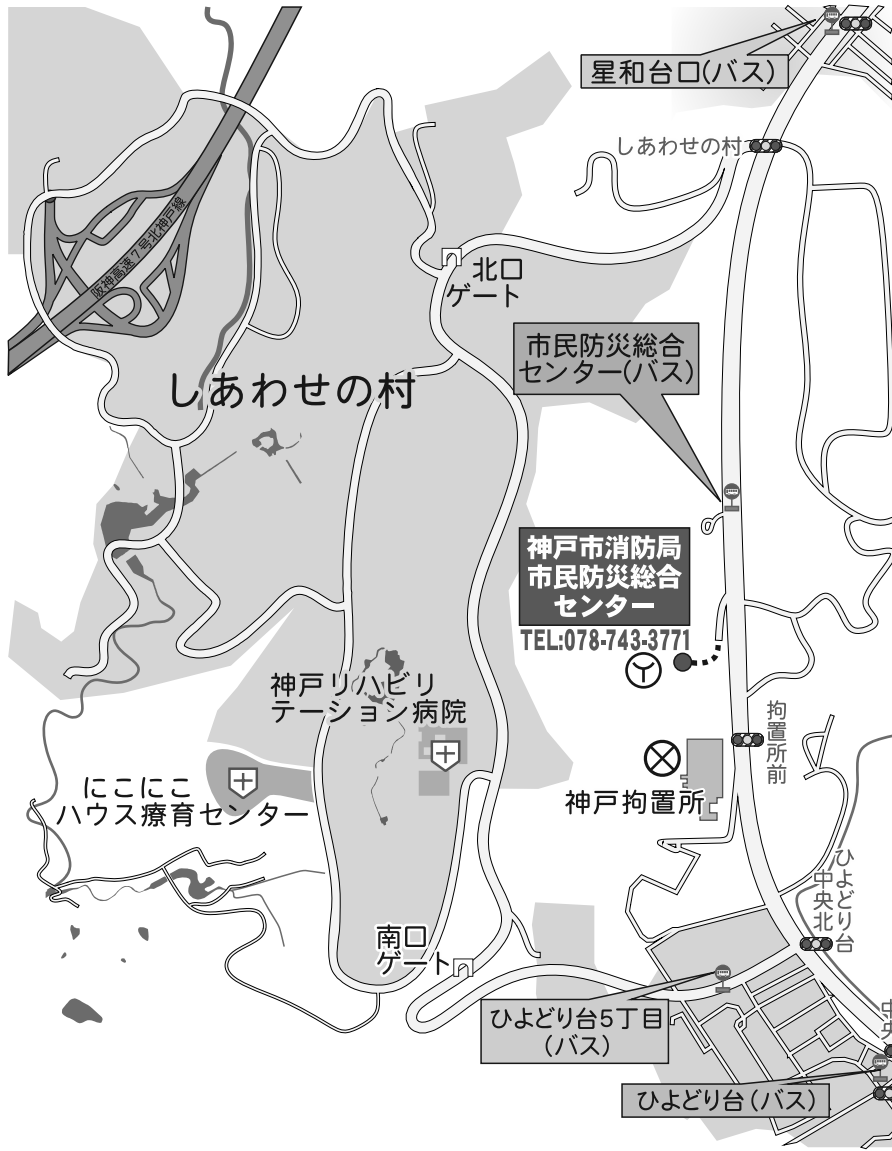 星和台口(バス)
しあわせの村
阪神高速7号北神戸線
北口
ゲート
市民防災総合
センター(バス)
しあわせの村
神戸市消防局
市民防災総合
センター
TEL:078-743-3771
神戸リハビリ
テーション病院
拘置所前
にこにこ
ハウス療育センター
神戸拘置所
ひよどり台
中央北
南口
ゲート
中央
ひよどり台5丁目
(バス)
ひよどり台(バス)